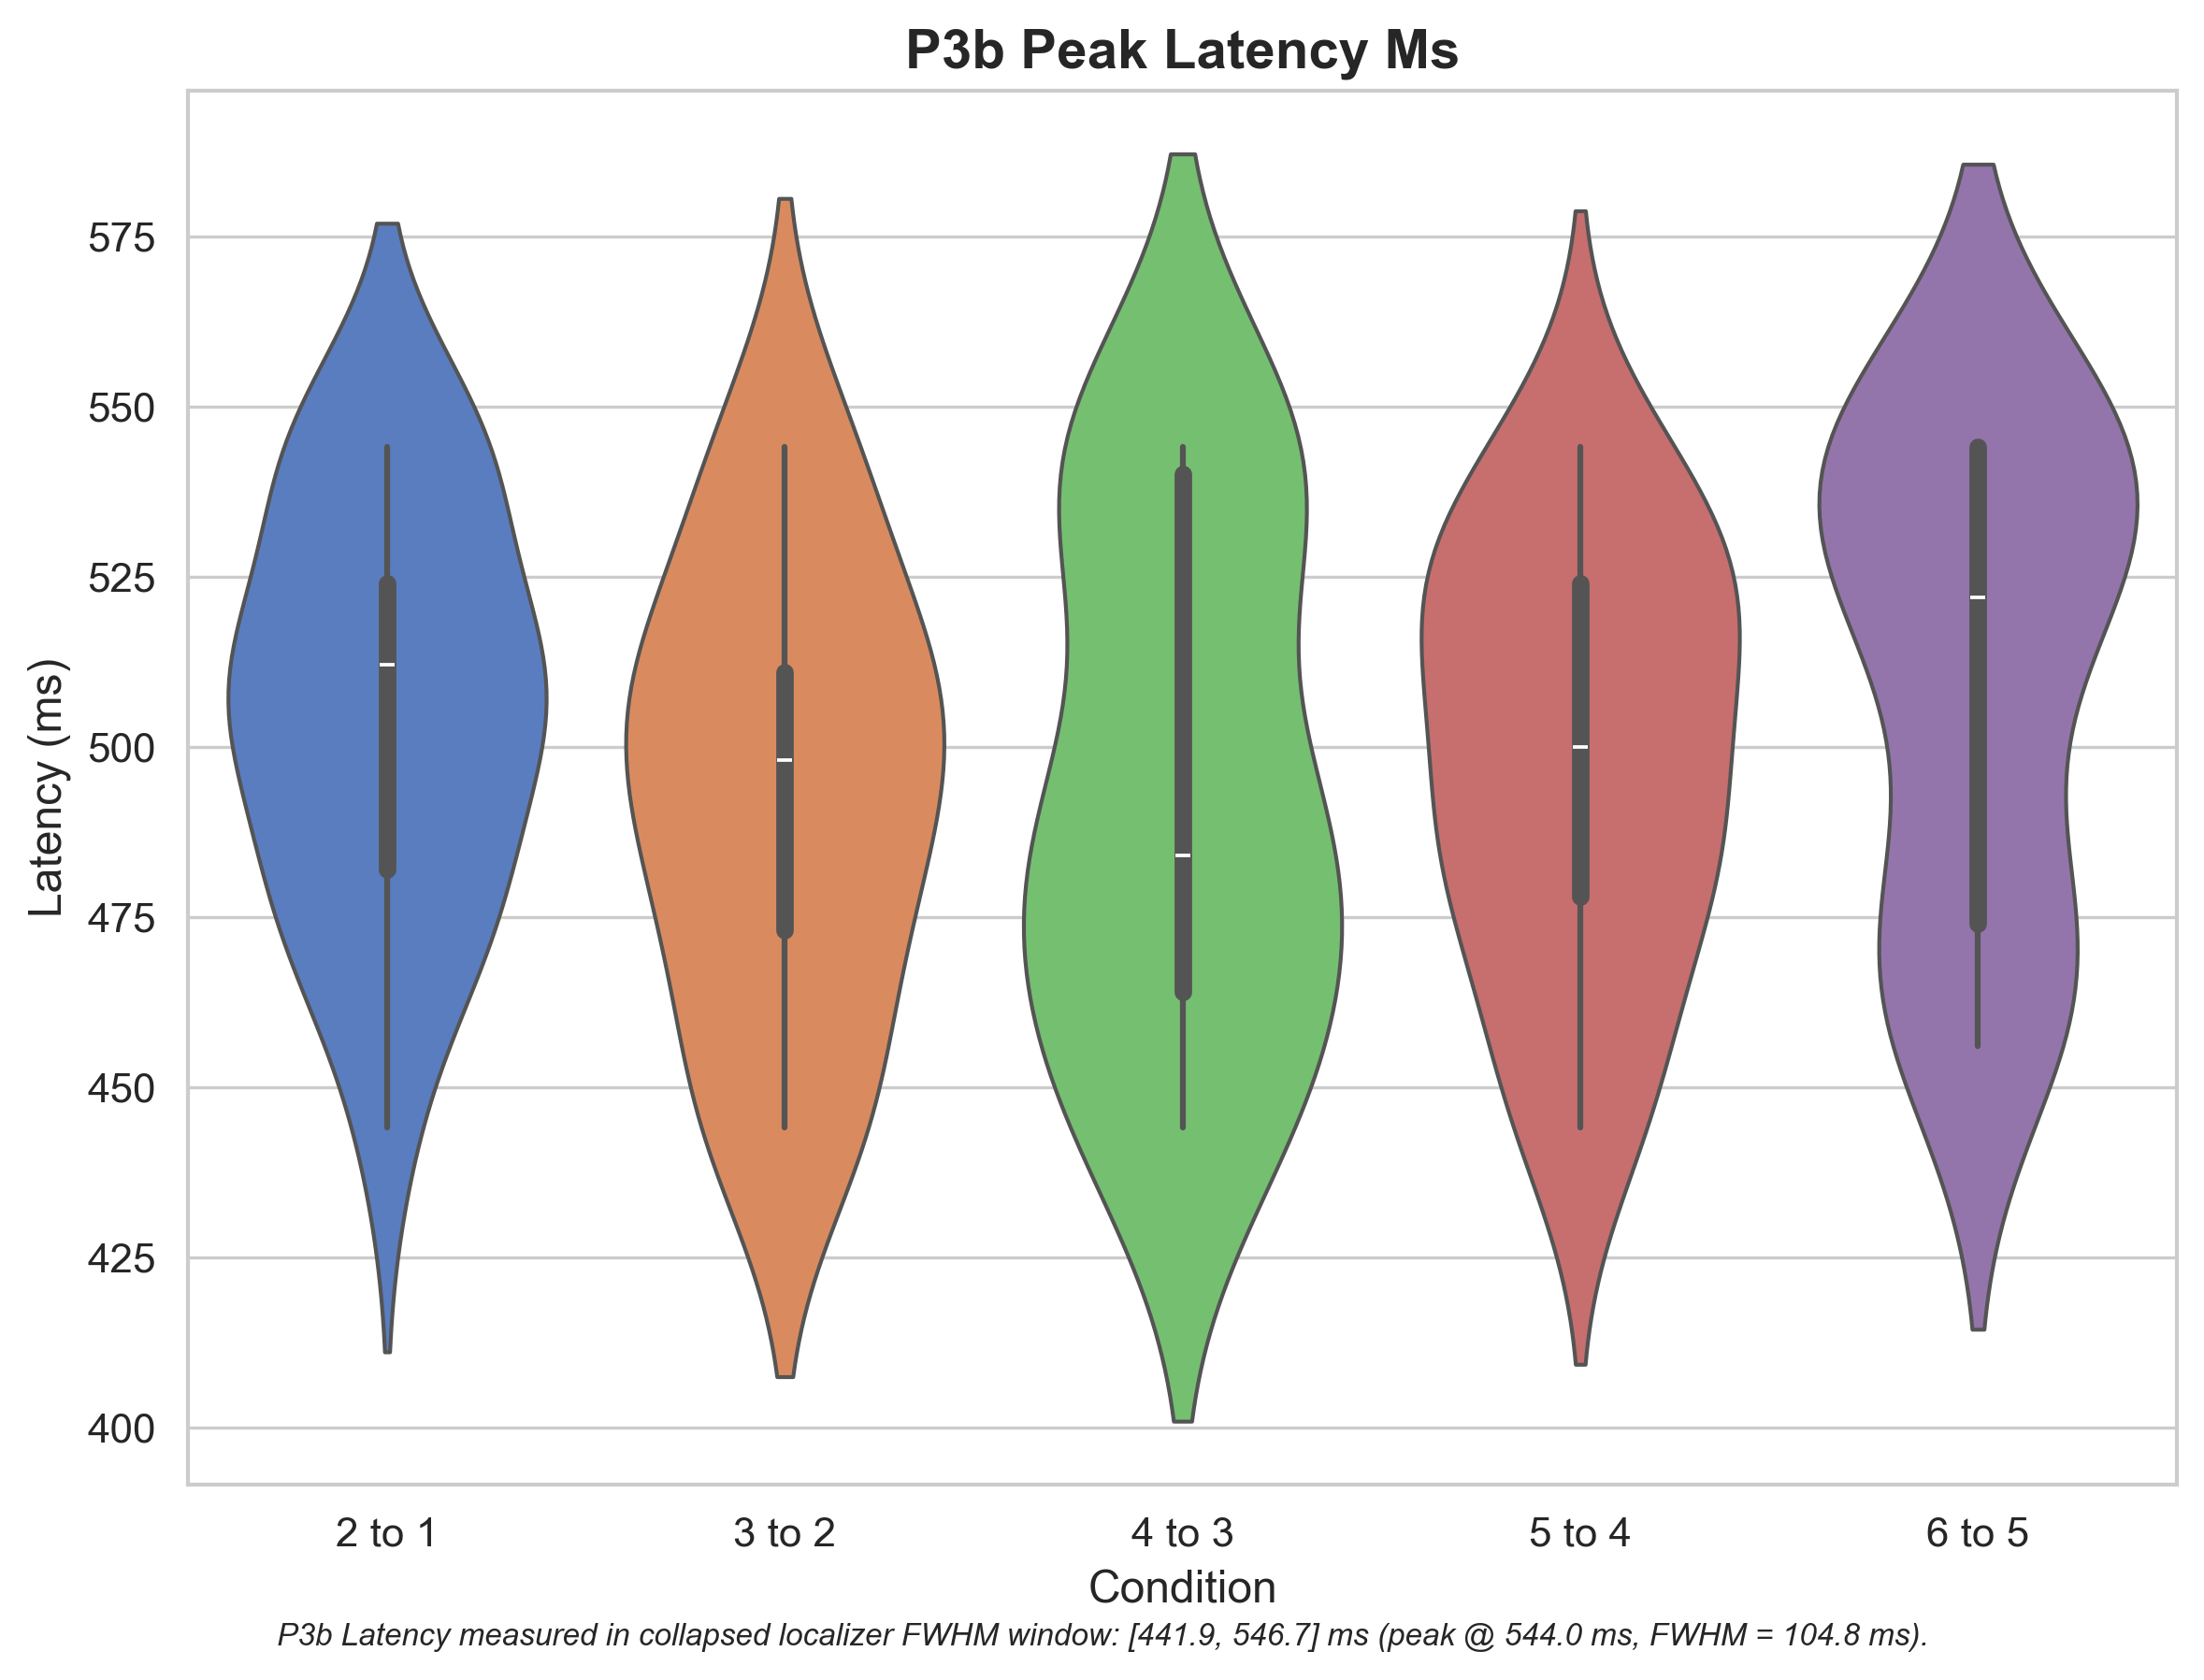 P3b Peak Latency Ms
Latency (ms)
575
550
525
500
475
450
425
400
2 to 1
3 to 2
4 to 3
5 to 4
6 to 5
Condition
P3b Latency measured in collapsed localizer FWHM window: [441.9, 546.7] ms (peak @ 544.0 ms, FWHM = 104.8 ms).